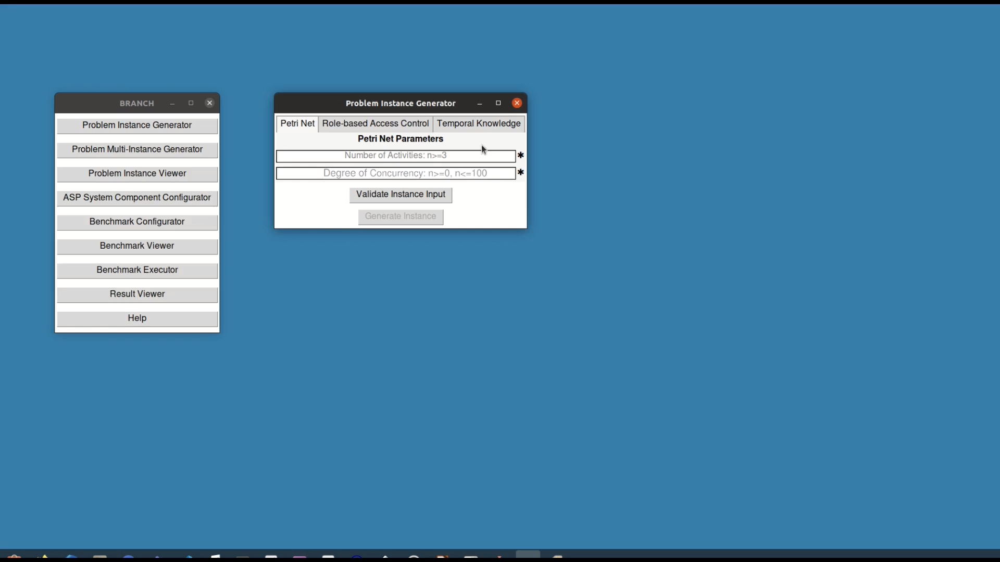 BRANCH
Problem Instance Generator
Problem Multi-Instance Generator
Problem Instance Viewer
ASP System Component Configurator
Benchmark Configurator
Benchmark Viewer
Benchmark Executor
Result Viewer
Help
Problem Instance Generator
Petri Net Role-based Access Control Temporal Knowledge
Petri Net Parameters
Number of Activities: n>=3 *
Degree of Concurrency: n>=0, n<=100 *
Validate Instance Input
Generate Instance